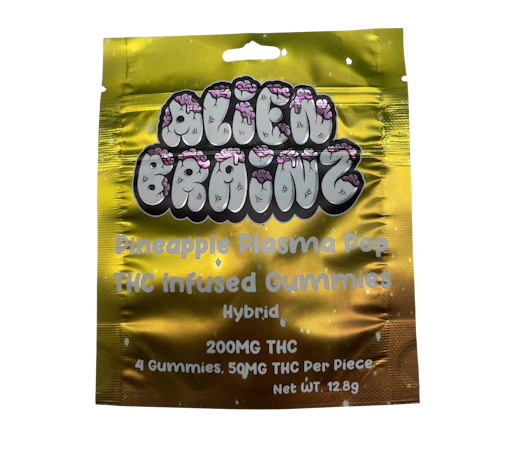 ALIEN
BRAINZ
Pineapple Plasma Pop
THC Infused Gummies
Hybrid
200MG THC
4 Gummies, 50MG THC Per Piece
Net WT. 12.8g